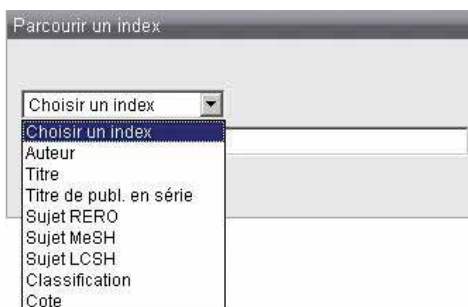 Parcourir un index
Choisir un index
Choisir un index
Auteur
Titre
Titre de publ. en série
Sujet RERO
Sujet MeSH
Sujet LCSH
Classification
Cote